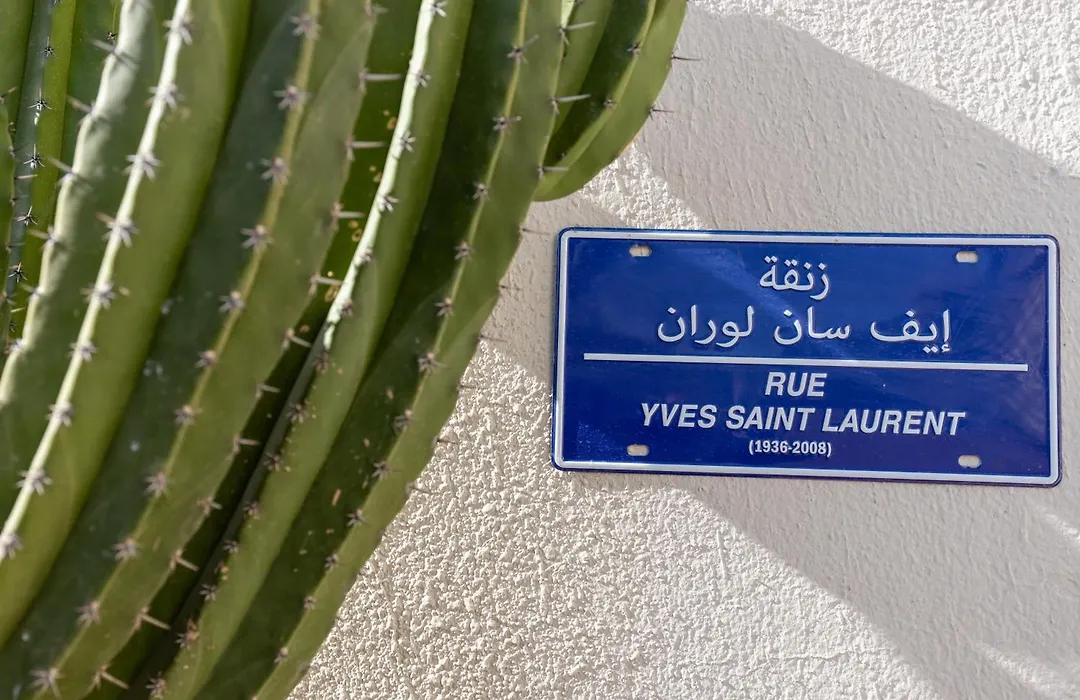 زنقة
إيف سان لوران
RUE
YVES SAINT LAURENT
(1936-2008)